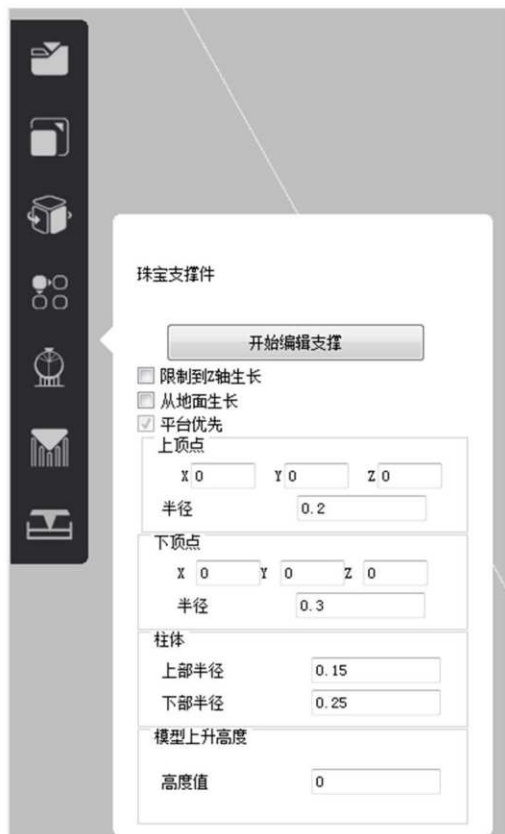 珠宝支撑件
开始编辑支撑
限制到Z轴生长
从地面生长
平台优先
上顶点
X 0 Y 0 Z 0
半径 0.2
下顶点
X 0 Y 0 Z 0
半径 0.3
柱体
上部半径 0.15
下部半径 0.25
模型上升高度
高度值 0